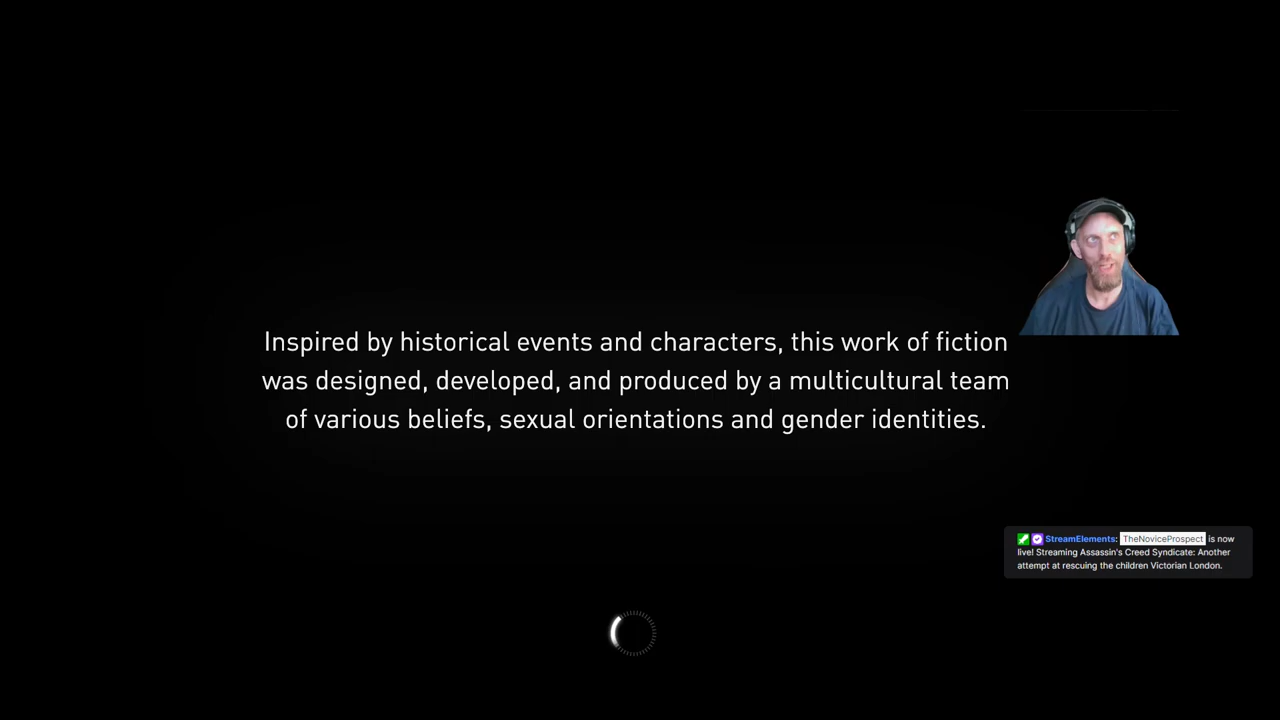 Inspired by historical events and characters, this work of fiction
was designed, developed, and produced by a multicultural team
of various beliefs, sexual orientations and gender identities.
StreamElements: TheNoviceProspect is now
live! Streaming Assassin's Creed Syndicate: Another
attempt at rescuing the children Victorian London.